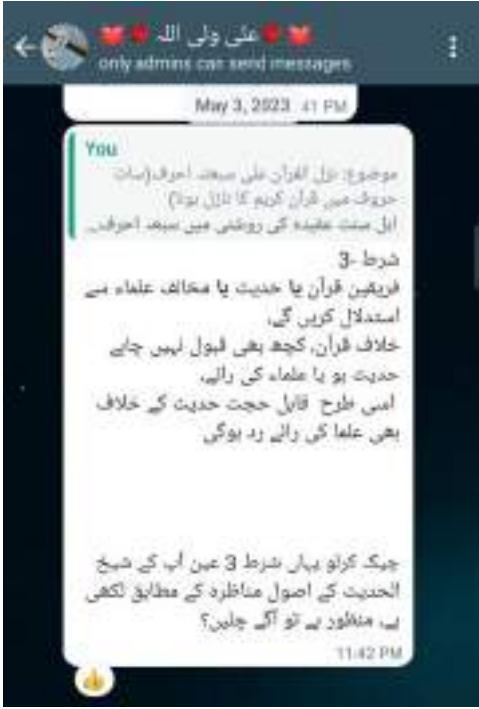 علی ولی اللہ
only admins can send messages
May 3, 2023
41 PM
You
موضوع: نزل القرآن علی سبعۃ احرف(سات
حروف میں قرآن کریم کا نازل ہونا)
اہل سنت عقیدہ کی روشنی میں سبعہ احرف...
شرط -3
فریقین قرآن یا حدیث یا مخالف علماء سے
استدلال کریں گے،
خلاف قرآن، کچھ بھی قبول نہیں چاہے
حدیث ہو یا علماء کی رائے،
اسی طرح قابل حجت حدیث کے خلاف
بھی علما کی رائے رد ہوگی
چیک کرلو یہاں شرط 3 عین آپ کے شیخ
الحدیث کے اصول مناظرہ کے مطابق لکھی
ہے، منظور ہے تو آگے چلیں؟
11:42 PM